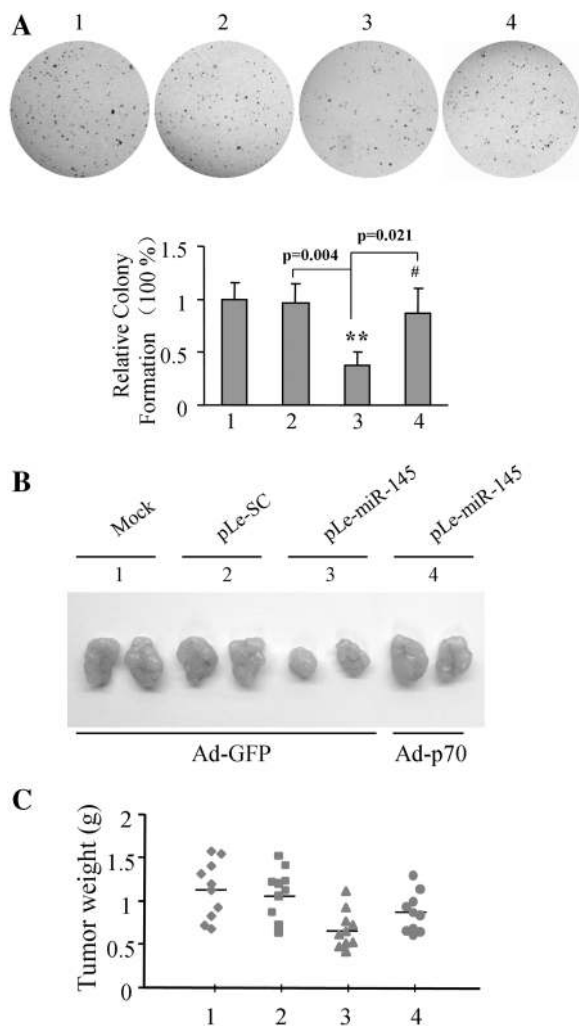 A
1 2 3 4
1.5
p=0.004
p=0.021
1
#
**
0.5
0
Relative Colony
Formation (100 %)
1 2 3 4
B
Mock
pLe-SC
pLe-miR-145
pLe-miR-145
1 2 3 4
Ad-GFP Ad-p70
C
2
1.5
1
0.5
0
Tumor weight (g)
1 2 3 4